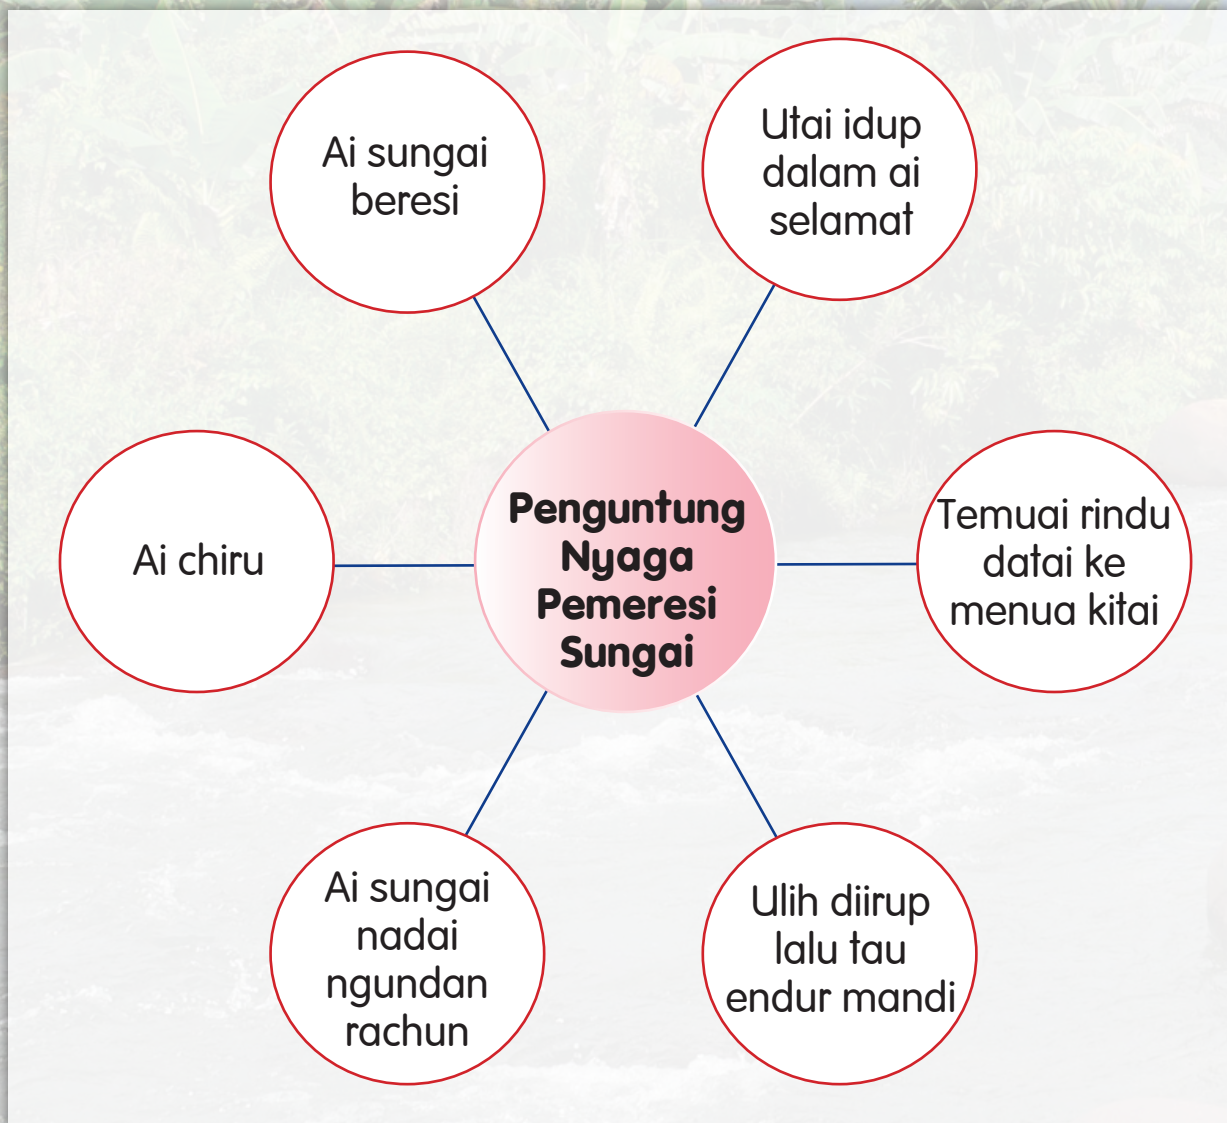 Ai sungai
beresi
Utai idup
dalam ai
selamat
Ai chiru
Penguntung
Nyaga
Pemeresi
Sungai
Temuai rindu
datai ke
menua kitai
Ai sungai
nadai
ngundan
rachun
Ulih diirup
lalu tau
endur mandi